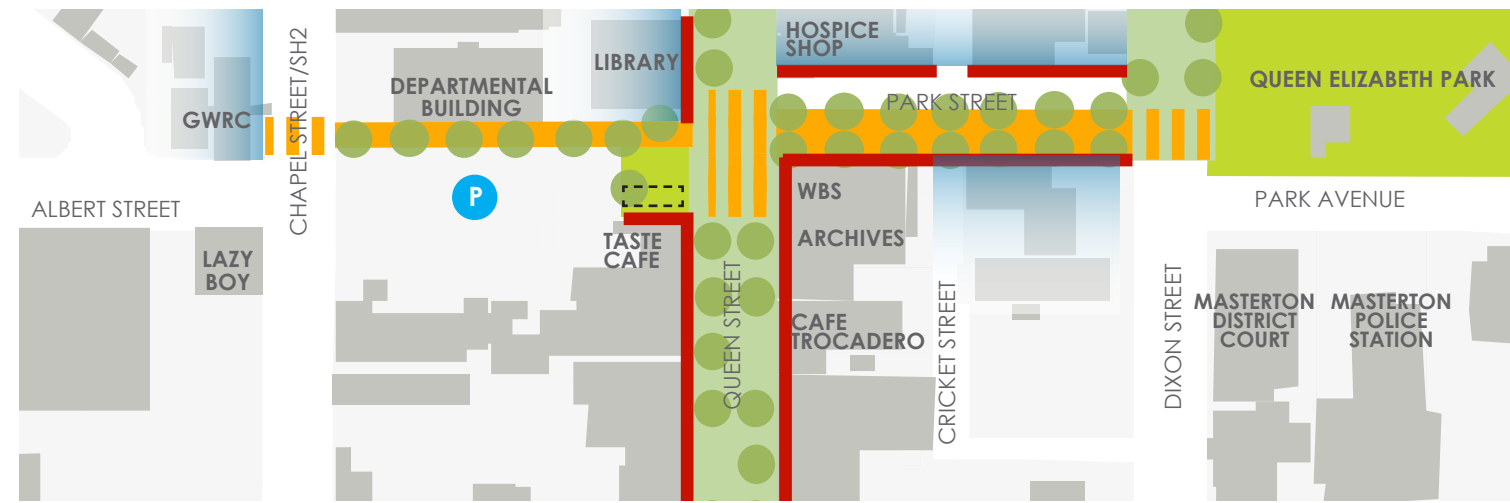 HOSPICE
SHOP
LIBRARY
DEPARTMENTAL
BUILDING
GWRC
CHAPEL STREET/SH2
PARK STREET
QUEEN ELIZABETH PARK
P
WBS
ALBERT STREET
PARK AVENUE
TASTE
CAFE
ARCHIVES
LAZY
BOY
QUEEN STREET
CAFE
TROCADERO
CRICKET STREET
DIXON STREET
MASTERTON
DISTRICT
COURT
MASTERTON
POLICE
STATION